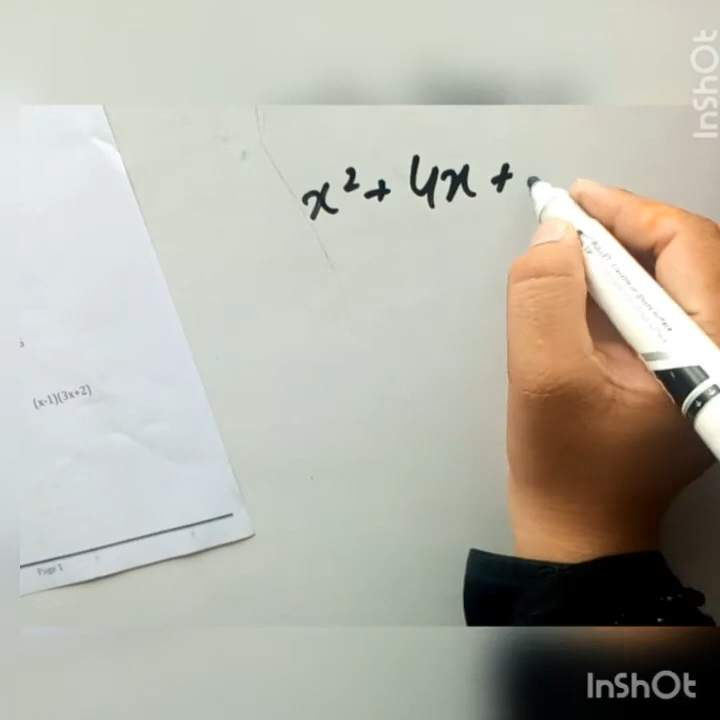 InShOt
x² + 4x +
(x-1)(3x+2)
Page 1
InShOt